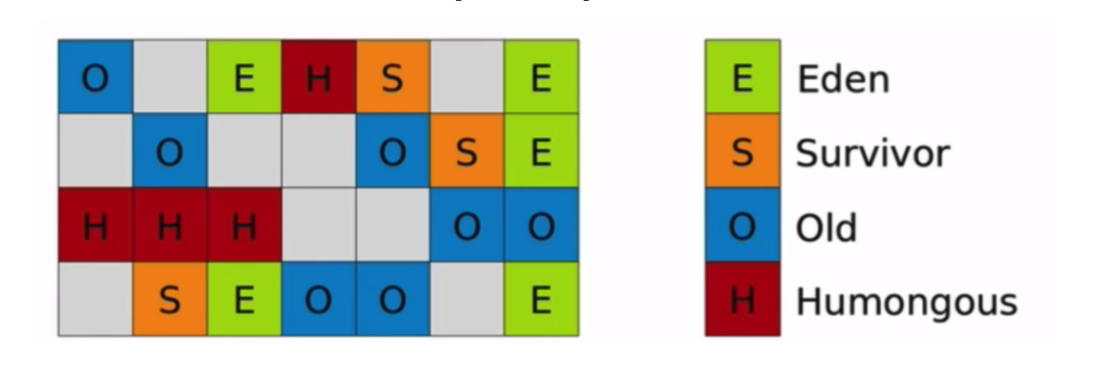 O E H S E
O O S E
H H H O O
S E O O E
E Eden
S Survivor
O Old
H Humongous